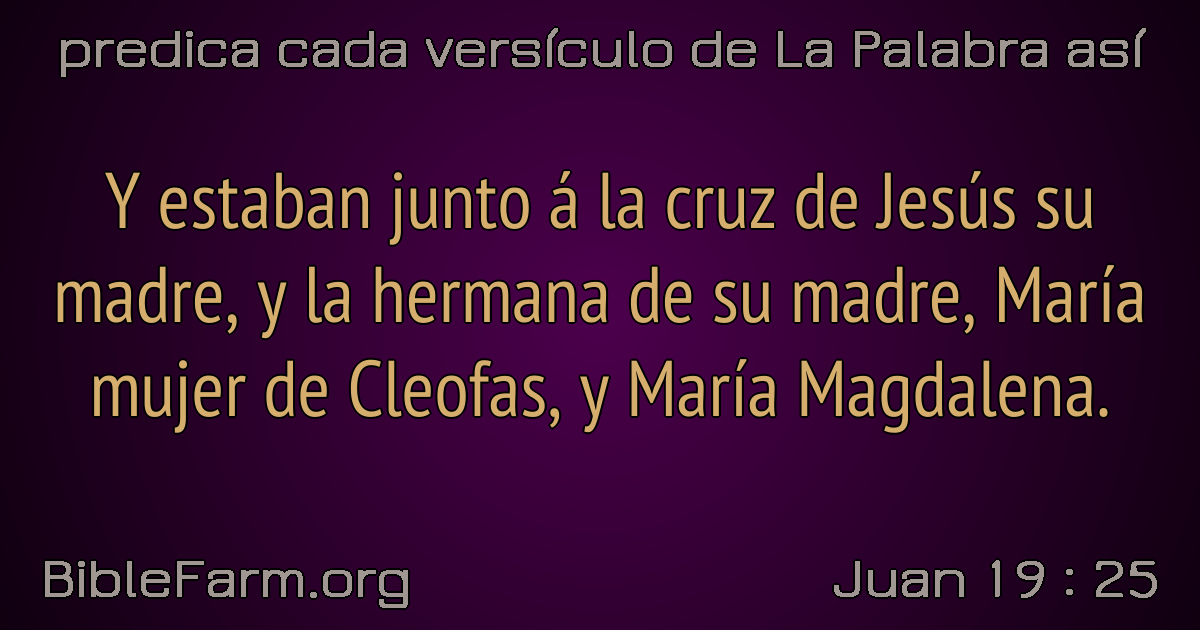 predica cada versículo de La Palabra así
Y estaban junto á la cruz de Jesús su
madre, y la hermana de su madre, María
mujer de Cleofas, y María Magdalena.
BibleFarm.org
Juan 19 : 25